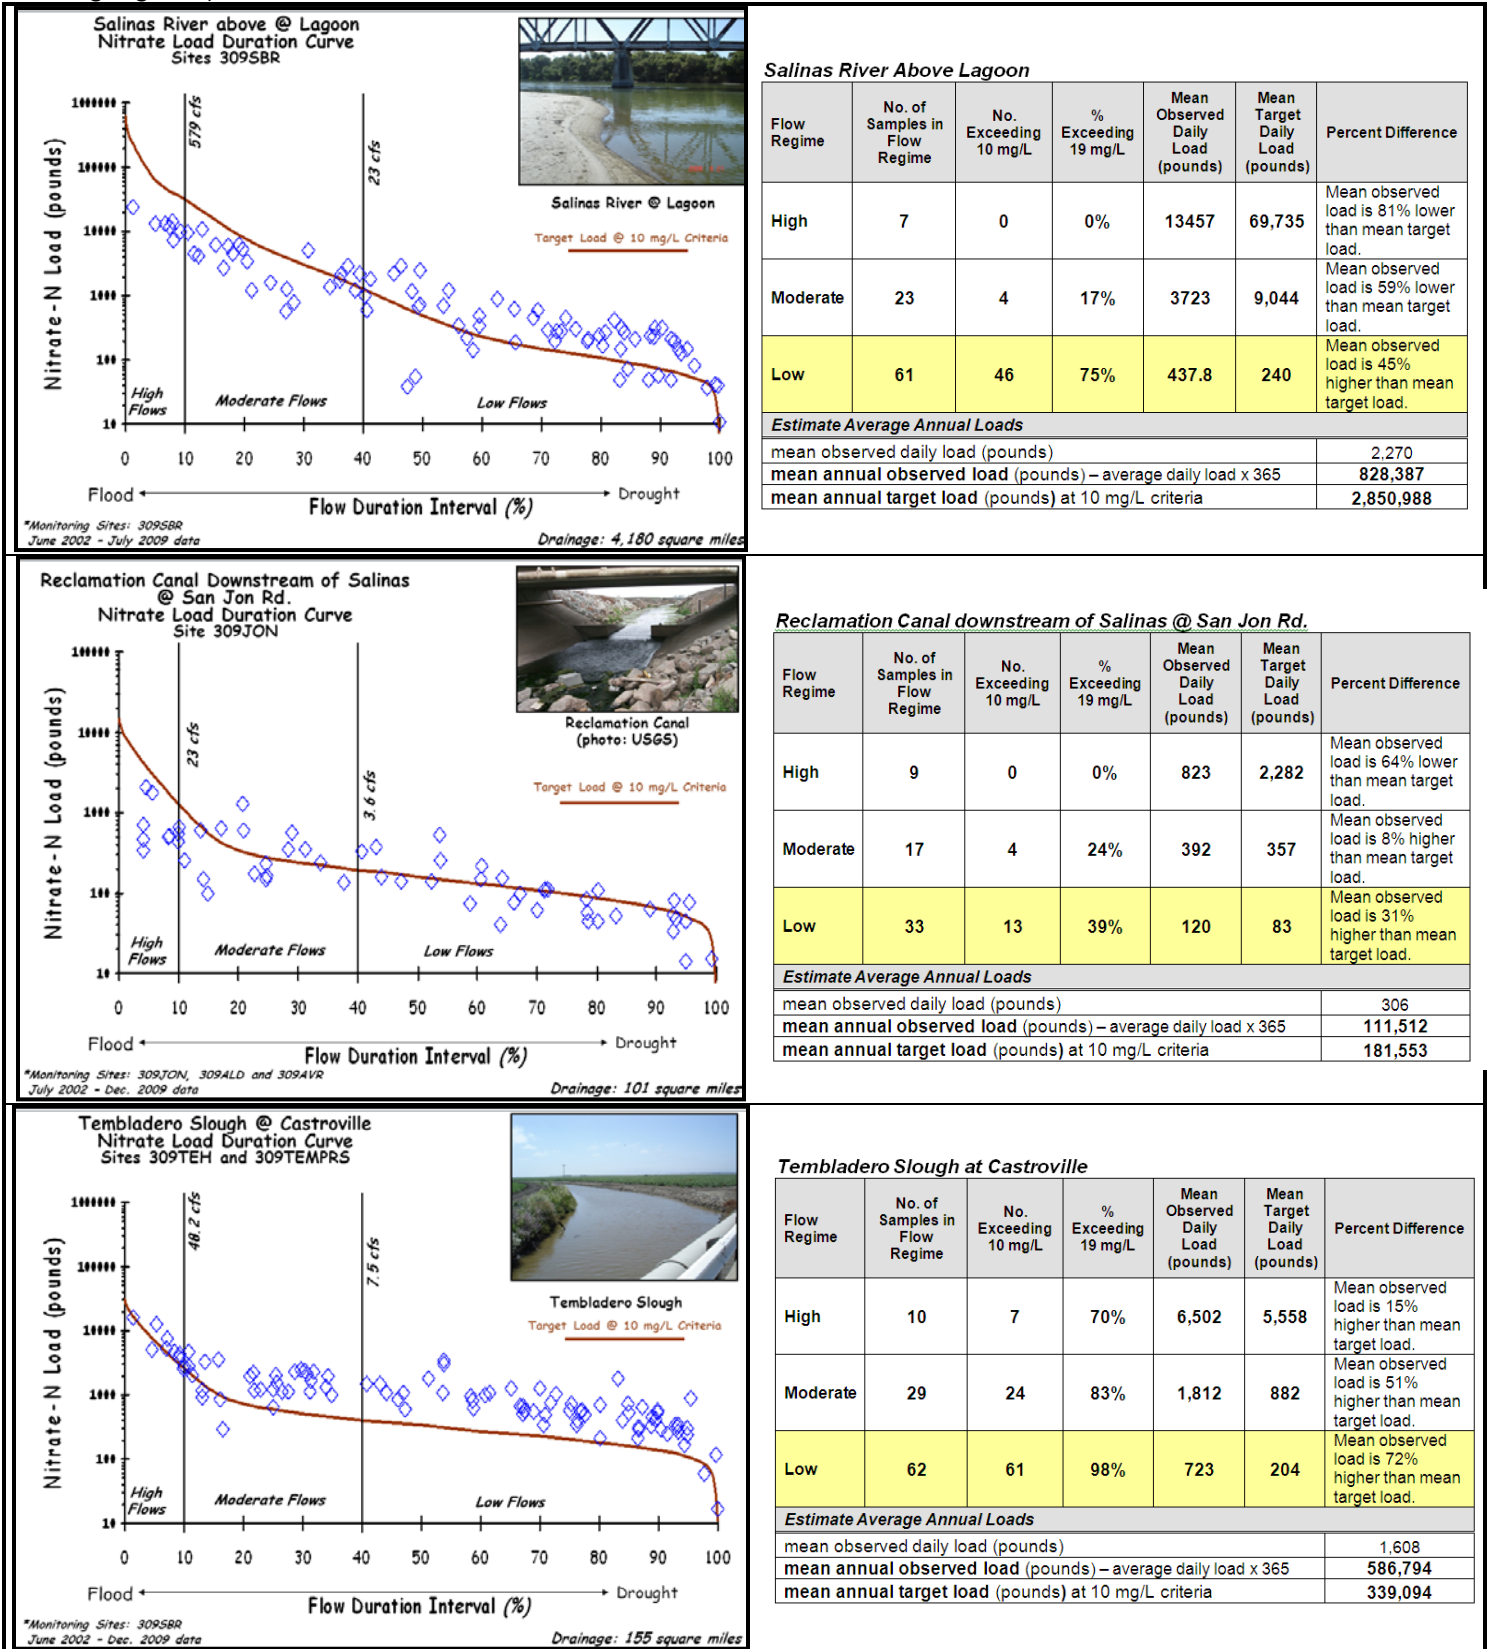 Salinas River above @ Lagoon
Nitrate Load Duration Curve
Sites 309SBR
579 cfs
23 cfs
Salinas River @ Lagoon
Target Load @ 10 mg/L Criteria
Nitrate-N Load (pounds)
1000000
100000
10000
1000
100
10
High Flows
Moderate Flows
Low Flows
0 10 20 30 40 50 60 70 80 90 100
Flood Drought
Flow Duration Interval (%)
*Monitoring Sites: 309SBR
June 2002 - July 2009 data
Drainage: 4,180 square miles
Salinas River Above Lagoon
Flow Regime No. of Samples in Flow Regime No. Exceeding 10 mg/L % Exceeding 19 mg/L Mean Observed Daily Load (pounds) Mean Target Daily Load (pounds) Percent Difference
High 7 0 0% 13457 69,735 Mean observed load is 81% lower than mean target load.
Moderate 23 4 17% 3723 9,044 Mean observed load is 59% lower than mean target load.
Low 61 46 75% 437.8 240 Mean observed load is 45% higher than mean target load.
Estimate Average Annual Loads
mean observed daily load (pounds) 2,270
mean annual observed load (pounds) – average daily load x 365 828,387
mean annual target load (pounds) at 10 mg/L criteria 2,850,988
Reclamation Canal Downstream of Salinas
@ San Jon Rd.
Nitrate Load Duration Curve
Site 309JON
23 cfs
3.6 cfs
Reclamation Canal
(photo: USGS)
Target Load @ 10 mg/L Criteria
Nitrate-N Load (pounds)
100000
10000
1000
100
10
High Flows
Moderate Flows
Low Flows
0 10 20 30 40 50 60 70 80 90 100
Flood Drought
Flow Duration Interval (%)
*Monitoring Sites: 309JON, 309ALD and 309AVR
July 2002 - Dec. 2009 data
Drainage: 101 square miles
Reclamation Canal downstream of Salinas @ San Jon Rd.
Flow Regime No. of Samples in Flow Regime No. Exceeding 10 mg/L % Exceeding 19 mg/L Mean Observed Daily Load (pounds) Mean Target Daily Load (pounds) Percent Difference
High 9 0 0% 823 2,282 Mean observed load is 64% lower than mean target load.
Moderate 17 4 24% 392 357 Mean observed load is 8% higher than mean target load.
Low 33 13 39% 120 83 Mean observed load is 31% higher than mean target load.
Estimate Average Annual Loads
mean observed daily load (pounds) 306
mean annual observed load (pounds) – average daily load x 365 111,512
mean annual target load (pounds) at 10 mg/L criteria 181,553
Tembladero Slough @ Castroville
Nitrate Load Duration Curve
Sites 309TEH and 309TEMPRS
48.2 cfs
7.5 cfs
Tembladero Slough
Target Load @ 10 mg/L Criteria
Nitrate-N Load (pounds)
1000000
100000
10000
1000
100
10
High Flows
Moderate Flows
Low Flows
0 10 20 30 40 50 60 70 80 90 100
Flood Drought
Flow Duration Interval (%)
*Monitoring Sites: 309SBR
June 2002 - Dec. 2009 data
Drainage: 155 square miles
Tembladero Slough at Castroville
Flow Regime No. of Samples in Flow Regime No. Exceeding 10 mg/L % Exceeding 19 mg/L Mean Observed Daily Load (pounds) Mean Target Daily Load (pounds) Percent Difference
High 10 7 70% 6,502 5,558 Mean observed load is 15% higher than mean target load.
Moderate 29 24 83% 1,812 882 Mean observed load is 51% higher than mean target load.
Low 62 61 98% 723 204 Mean observed load is 72% higher than mean target load.
Estimate Average Annual Loads
mean observed daily load (pounds) 1,608
mean annual observed load (pounds) – average daily load x 365 586,794
mean annual target load (pounds) at 10 mg/L criteria 339,094